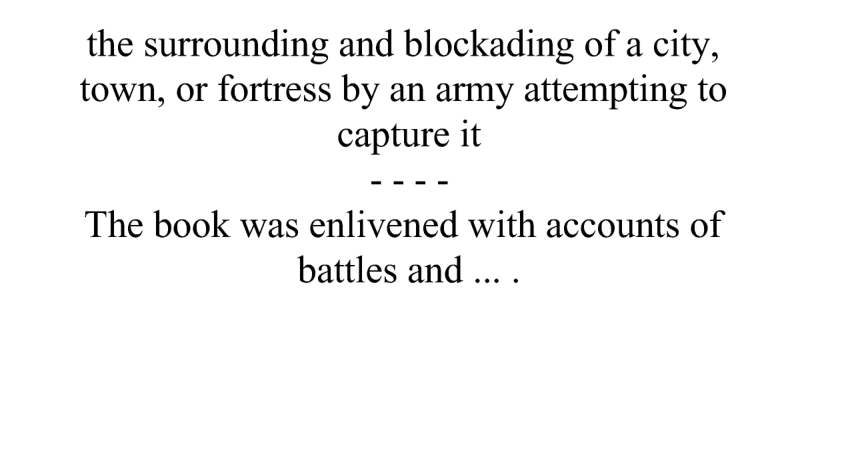 the surrounding and blockading of a city,
town, or fortress by an army attempting to
capture it
- - - -
The book was enlivened with accounts of
battles and ... .